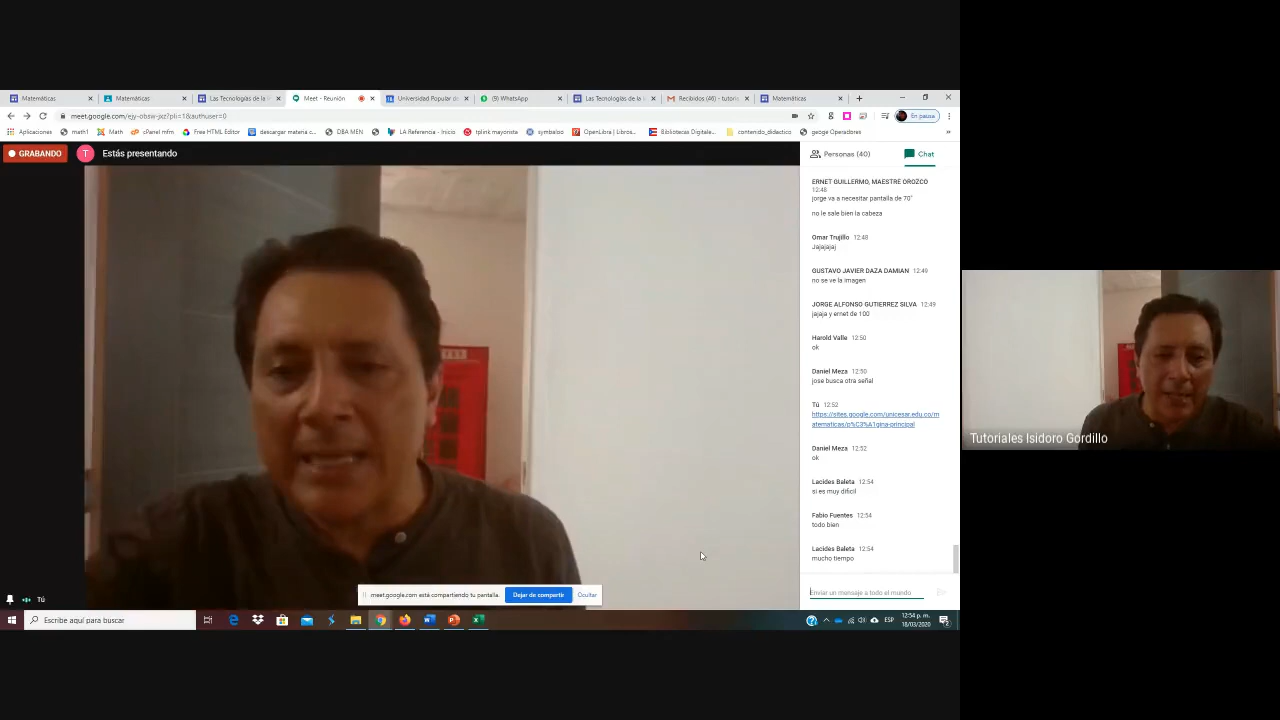 Matemáticas
Matemáticas
Las Tecnologías de la I
Meet - Reunión
Universidad Popular de
(9) WhatsApp
Las Tecnologías de la I
Recibidos (46) - tutoria
Matemáticas
meet.google.com/ejy-obsw-jxz?pli=1&authuser=0
En pausa
Aplicaciones
math1
Math
cPanel mfm
Free HTML Editor
descargar materia c...
DBA MEN
LA Referencia - Inicio
tplink mayorista
symbaloo
OpenLibra | Libros...
Bibliotecas Digitale...
contenido_didactico
geoge Operadores
GRABANDO
T
Estás presentando
Personas (40)
Chat
ERNET GUILLERMO, MAESTRE OROZCO
12:48
jorge va a necesitar pantalla de 70"
no le sale bien la cabeza
Omar Trujillo 12:48
Jajajajaj
GUSTAVO JAVIER DAZA DAMIAN 12:49
no se ve la imagen
JORGE ALFONSO GUTIERREZ SILVA 12:49
jajaja y ernet de 100
Harold Valle 12:50
ok
Daniel Meza 12:50
jose busca otra señal
Tú 12:52
https://sites.google.com/unicesar.edu.co/m
atematicas/p%C3%A1gina-principal
Daniel Meza 12:52
ok
Lacides Baleta 12:54
si es muy dificil
Fabio Fuentes 12:54
todo bien
Lacides Baleta 12:54
mucho tiempo
Enviar un mensaje a todo el mundo
Tú
meet.google.com está compartiendo tu pantalla.
Dejar de compartir
Ocultar
Escribe aquí para buscar
ESP
12:54 p. m.
18/03/2020
Tutoriales Isidoro Gordillo